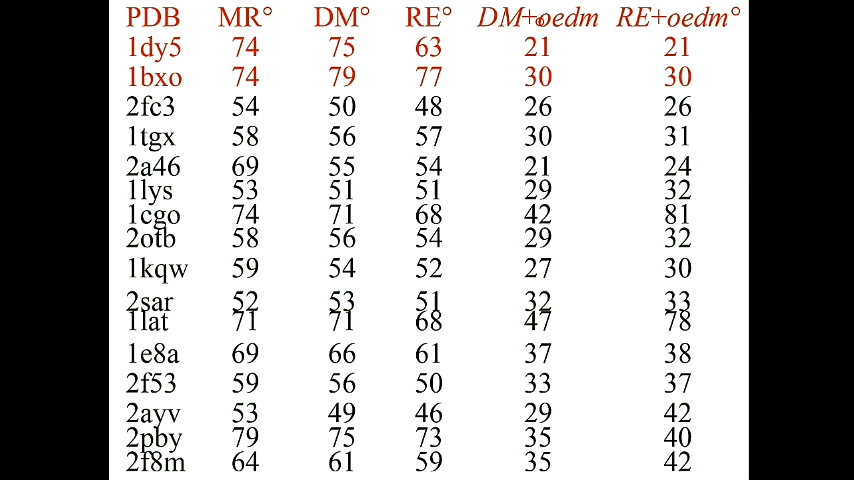 PDB MR° DM° RE° DM+oedm RE+oedm°
1dy5 74 75 63 21 21
1bxo 74 79 77 30 30
2fc3 54 50 48 26 26
1tgx 58 56 57 30 31
2a46 69 55 54 21 24
1lys 53 51 51 29 32
1cgo 74 71 68 42 81
2otb 58 56 54 29 32
1kqw 59 54 52 27 30
2sar 52 53 51 32 33
1lat 71 71 68 47 78
1e8a 69 66 61 37 38
2f53 59 56 50 33 37
2ayv 53 49 46 29 42
2pby 79 75 73 35 40
2f8m 64 61 59 35 42